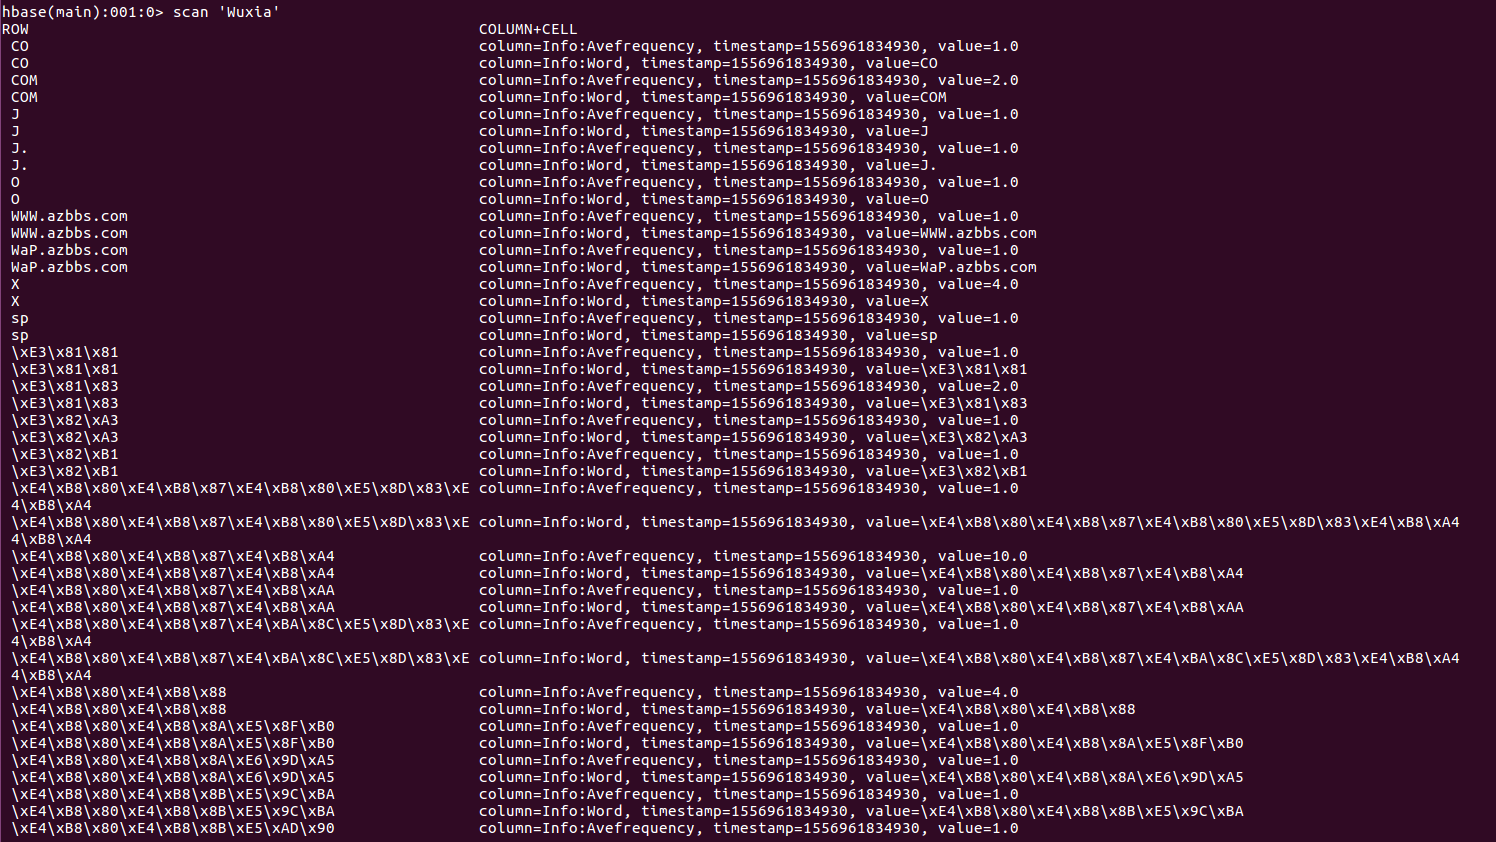 hbase(main):001:0> scan 'Wuxia'
ROW COLUMN+CELL
CO column=Info:Avefrequency, timestamp=1556961834930, value=1.0
CO column=Info:Word, timestamp=1556961834930, value=CO
COM column=Info:Avefrequency, timestamp=1556961834930, value=2.0
COM column=Info:Word, timestamp=1556961834930, value=COM
J column=Info:Avefrequency, timestamp=1556961834930, value=1.0
J column=Info:Word, timestamp=1556961834930, value=J
J. column=Info:Avefrequency, timestamp=1556961834930, value=1.0
J. column=Info:Word, timestamp=1556961834930, value=J.
O column=Info:Avefrequency, timestamp=1556961834930, value=1.0
O column=Info:Word, timestamp=1556961834930, value=O
WWW.azbbs.com column=Info:Avefrequency, timestamp=1556961834930, value=1.0
WWW.azbbs.com column=Info:Word, timestamp=1556961834930, value=WWW.azbbs.com
WaP.azbbs.com column=Info:Avefrequency, timestamp=1556961834930, value=1.0
WaP.azbbs.com column=Info:Word, timestamp=1556961834930, value=WaP.azbbs.com
X column=Info:Avefrequency, timestamp=1556961834930, value=4.0
X column=Info:Word, timestamp=1556961834930, value=X
sp column=Info:Avefrequency, timestamp=1556961834930, value=1.0
sp column=Info:Word, timestamp=1556961834930, value=sp
\xE3\x81\x81 column=Info:Avefrequency, timestamp=1556961834930, value=1.0
\xE3\x81\x81 column=Info:Word, timestamp=1556961834930, value=\xE3\x81\x81
\xE3\x81\x83 column=Info:Avefrequency, timestamp=1556961834930, value=2.0
\xE3\x81\x83 column=Info:Word, timestamp=1556961834930, value=\xE3\x81\x83
\xE3\x82\xA3 column=Info:Avefrequency, timestamp=1556961834930, value=1.0
\xE3\x82\xA3 column=Info:Word, timestamp=1556961834930, value=\xE3\x82\xA3
\xE3\x82\xB1 column=Info:Avefrequency, timestamp=1556961834930, value=1.0
\xE3\x82\xB1 column=Info:Word, timestamp=1556961834930, value=\xE3\x82\xB1
\xE4\xB8\x80\xE4\xB8\x87\xE4\xB8\x80\xE5\x8D\x83\xE column=Info:Avefrequency, timestamp=1556961834930, value=1.0
4\xB8\xA4
\xE4\xB8\x80\xE4\xB8\x87\xE4\xB8\x80\xE5\x8D\x83\xE column=Info:Word, timestamp=1556961834930, value=\xE4\xB8\x80\xE4\xB8\x87\xE4\xB8\x80\xE5\x8D\x83\xE4\xB8\xA4
4\xB8\xA4
\xE4\xB8\x80\xE4\xB8\x87\xE4\xB8\xA4 column=Info:Avefrequency, timestamp=1556961834930, value=10.0
\xE4\xB8\x80\xE4\xB8\x87\xE4\xB8\xA4 column=Info:Word, timestamp=1556961834930, value=\xE4\xB8\x80\xE4\xB8\x87\xE4\xB8\xA4
\xE4\xB8\x80\xE4\xB8\x87\xE4\xB8\xAA column=Info:Avefrequency, timestamp=1556961834930, value=1.0
\xE4\xB8\x80\xE4\xB8\x87\xE4\xB8\xAA column=Info:Word, timestamp=1556961834930, value=\xE4\xB8\x80\xE4\xB8\x87\xE4\xB8\xAA
\xE4\xB8\x80\xE4\xB8\x87\xE4\xBA\x8C\xE5\x8D\x83\xE column=Info:Avefrequency, timestamp=1556961834930, value=1.0
4\xB8\xA4
\xE4\xB8\x80\xE4\xB8\x87\xE4\xBA\x8C\xE5\x8D\x83\xE column=Info:Word, timestamp=1556961834930, value=\xE4\xB8\x80\xE4\xB8\x87\xE4\xBA\x8C\xE5\x8D\x83\xE4\xB8\xA4
4\xB8\xA4
\xE4\xB8\x80\xE4\xB8\x88 column=Info:Avefrequency, timestamp=1556961834930, value=4.0
\xE4\xB8\x80\xE4\xB8\x88 column=Info:Word, timestamp=1556961834930, value=\xE4\xB8\x80\xE4\xB8\x88
\xE4\xB8\x80\xE4\xB8\x8A\xE5\x8F\xB0 column=Info:Avefrequency, timestamp=1556961834930, value=1.0
\xE4\xB8\x80\xE4\xB8\x8A\xE5\x8F\xB0 column=Info:Word, timestamp=1556961834930, value=\xE4\xB8\x80\xE4\xB8\x8A\xE5\x8F\xB0
\xE4\xB8\x80\xE4\xB8\x8A\xE6\x9D\xA5 column=Info:Avefrequency, timestamp=1556961834930, value=1.0
\xE4\xB8\x80\xE4\xB8\x8A\xE6\x9D\xA5 column=Info:Word, timestamp=1556961834930, value=\xE4\xB8\x80\xE4\xB8\x8A\xE6\x9D\xA5
\xE4\xB8\x80\xE4\xB8\x8B\xE5\x9C\xBA column=Info:Avefrequency, timestamp=1556961834930, value=1.0
\xE4\xB8\x80\xE4\xB8\x8B\xE5\x9C\xBA column=Info:Word, timestamp=1556961834930, value=\xE4\xB8\x80\xE4\xB8\x8B\xE5\x9C\xBA
\xE4\xB8\x80\xE4\xB8\x8B\xE5\xAD\x90 column=Info:Avefrequency, timestamp=1556961834930, value=1.0